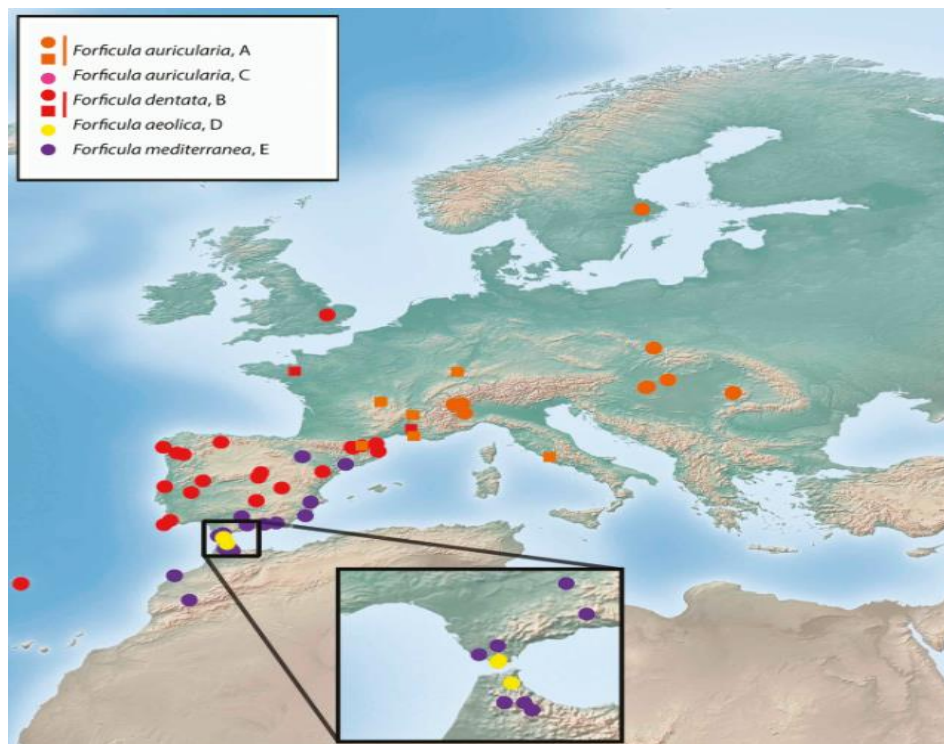 Forficula auricularia, A
Forficula auricularia, C
Forficula dentata, B
Forficula aeolica, D
Forficula mediterranea, E